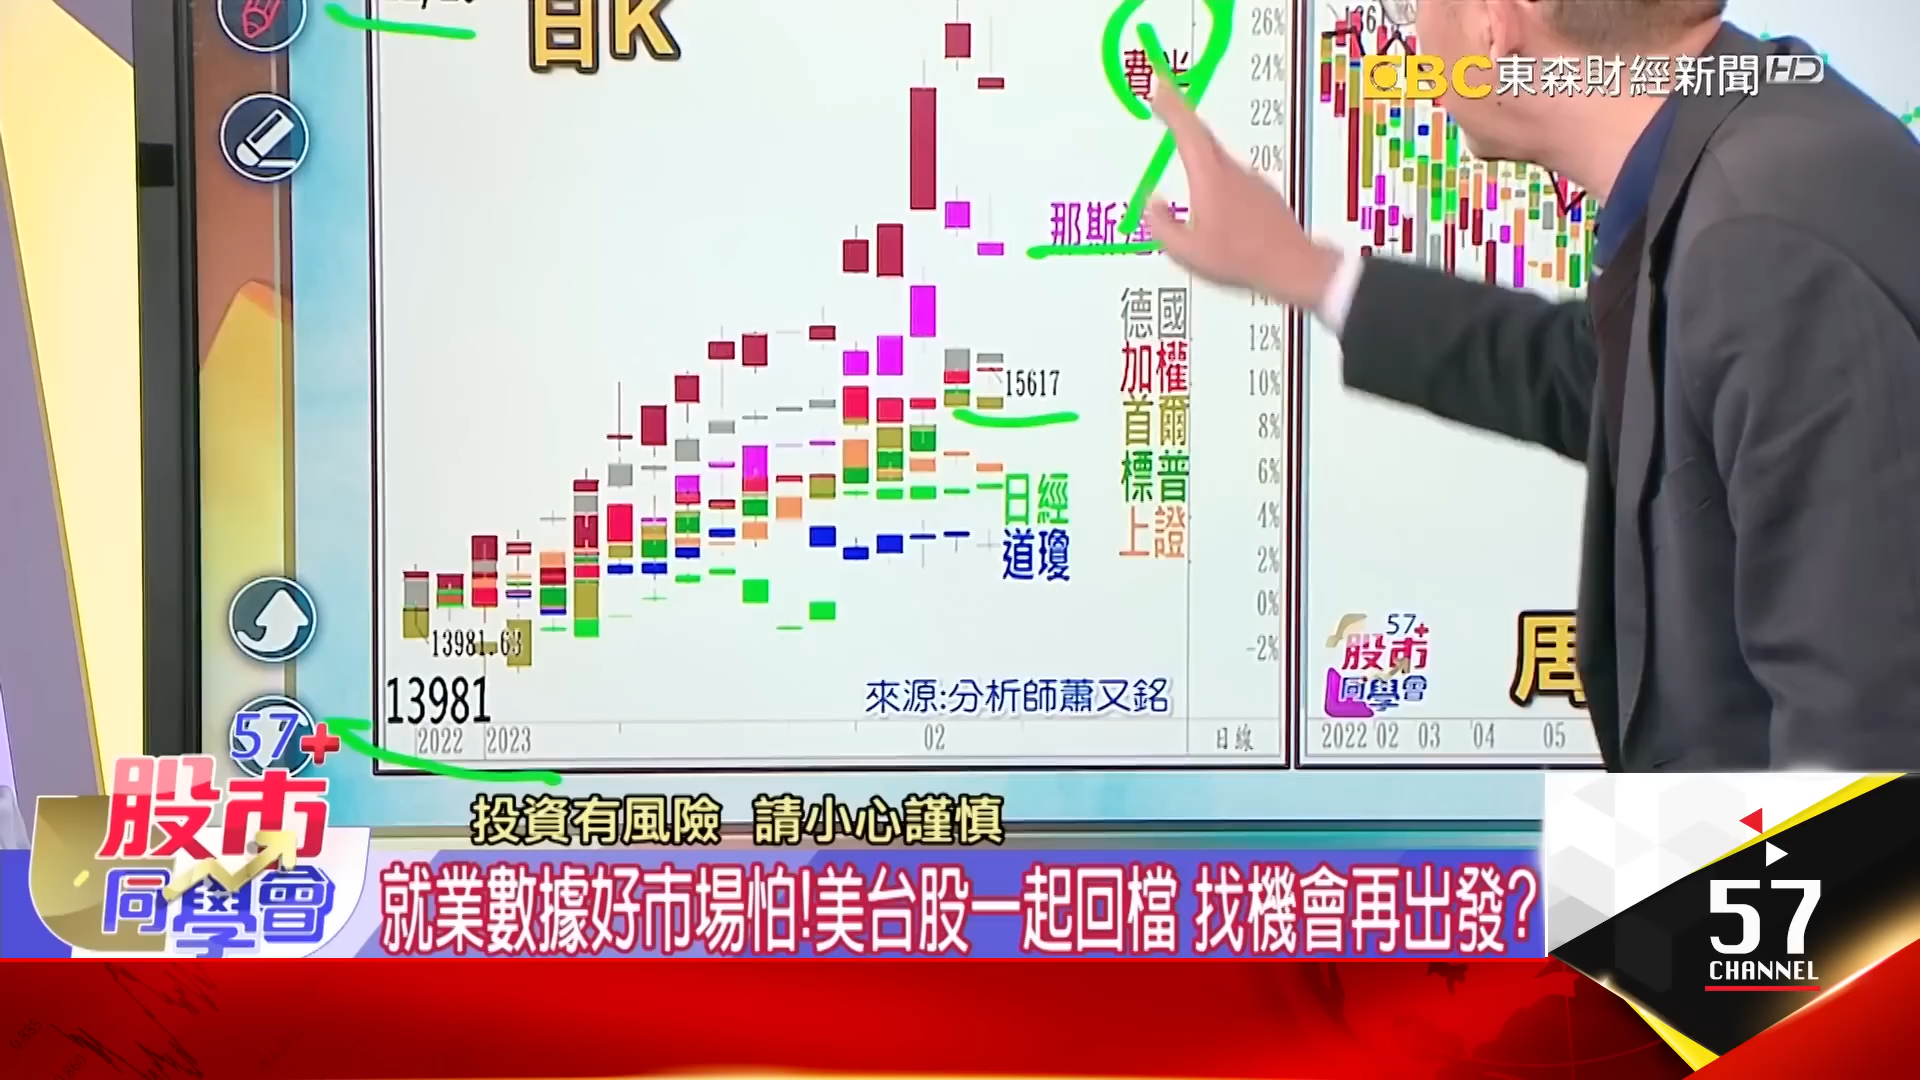 日K
費半
那斯達
德國
加權
首爾
標普
上證
日經
道瓊
15617
13981.63
13981
26%
24%
22%
20%
14%
12%
10%
8%
6%
4%
2%
0%
-2%
來源:分析師蕭又銘
2022 2023 02 日線
EBC東森財經新聞HD
57+
股市
同學會
周
2022 '02 03 '04 05
57+
股市
同學會
投資有風險 請小心謹慎
就業數據好市場怕!美台股一起回檔 找機會再出發?
57
CHANNEL